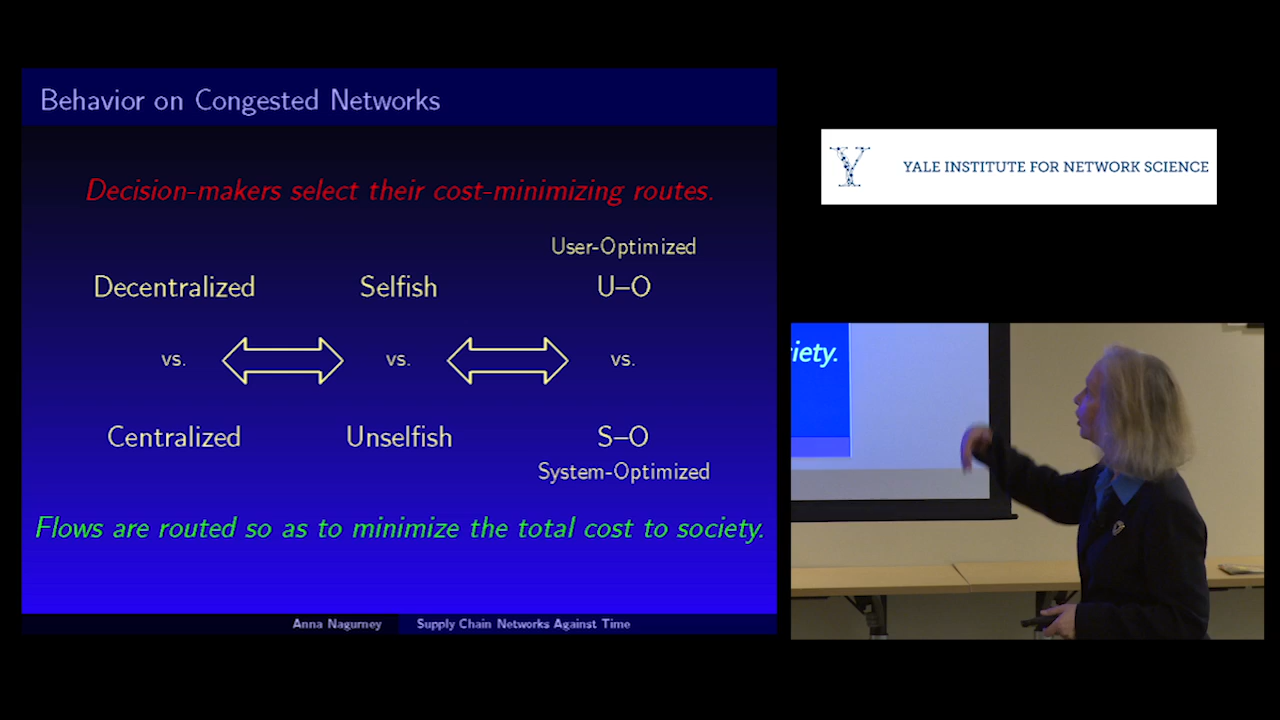 Behavior on Congested Networks
Decision-makers select their cost-minimizing routes.
User-Optimized
Decentralized Selfish U–O
vs. vs. vs.
Centralized Unselfish S–O
System-Optimized
Flows are routed so as to minimize the total cost to society.
Anna Nagurney Supply Chain Networks Against Time
Y YALE INSTITUTE FOR NETWORK SCIENCE
iety.